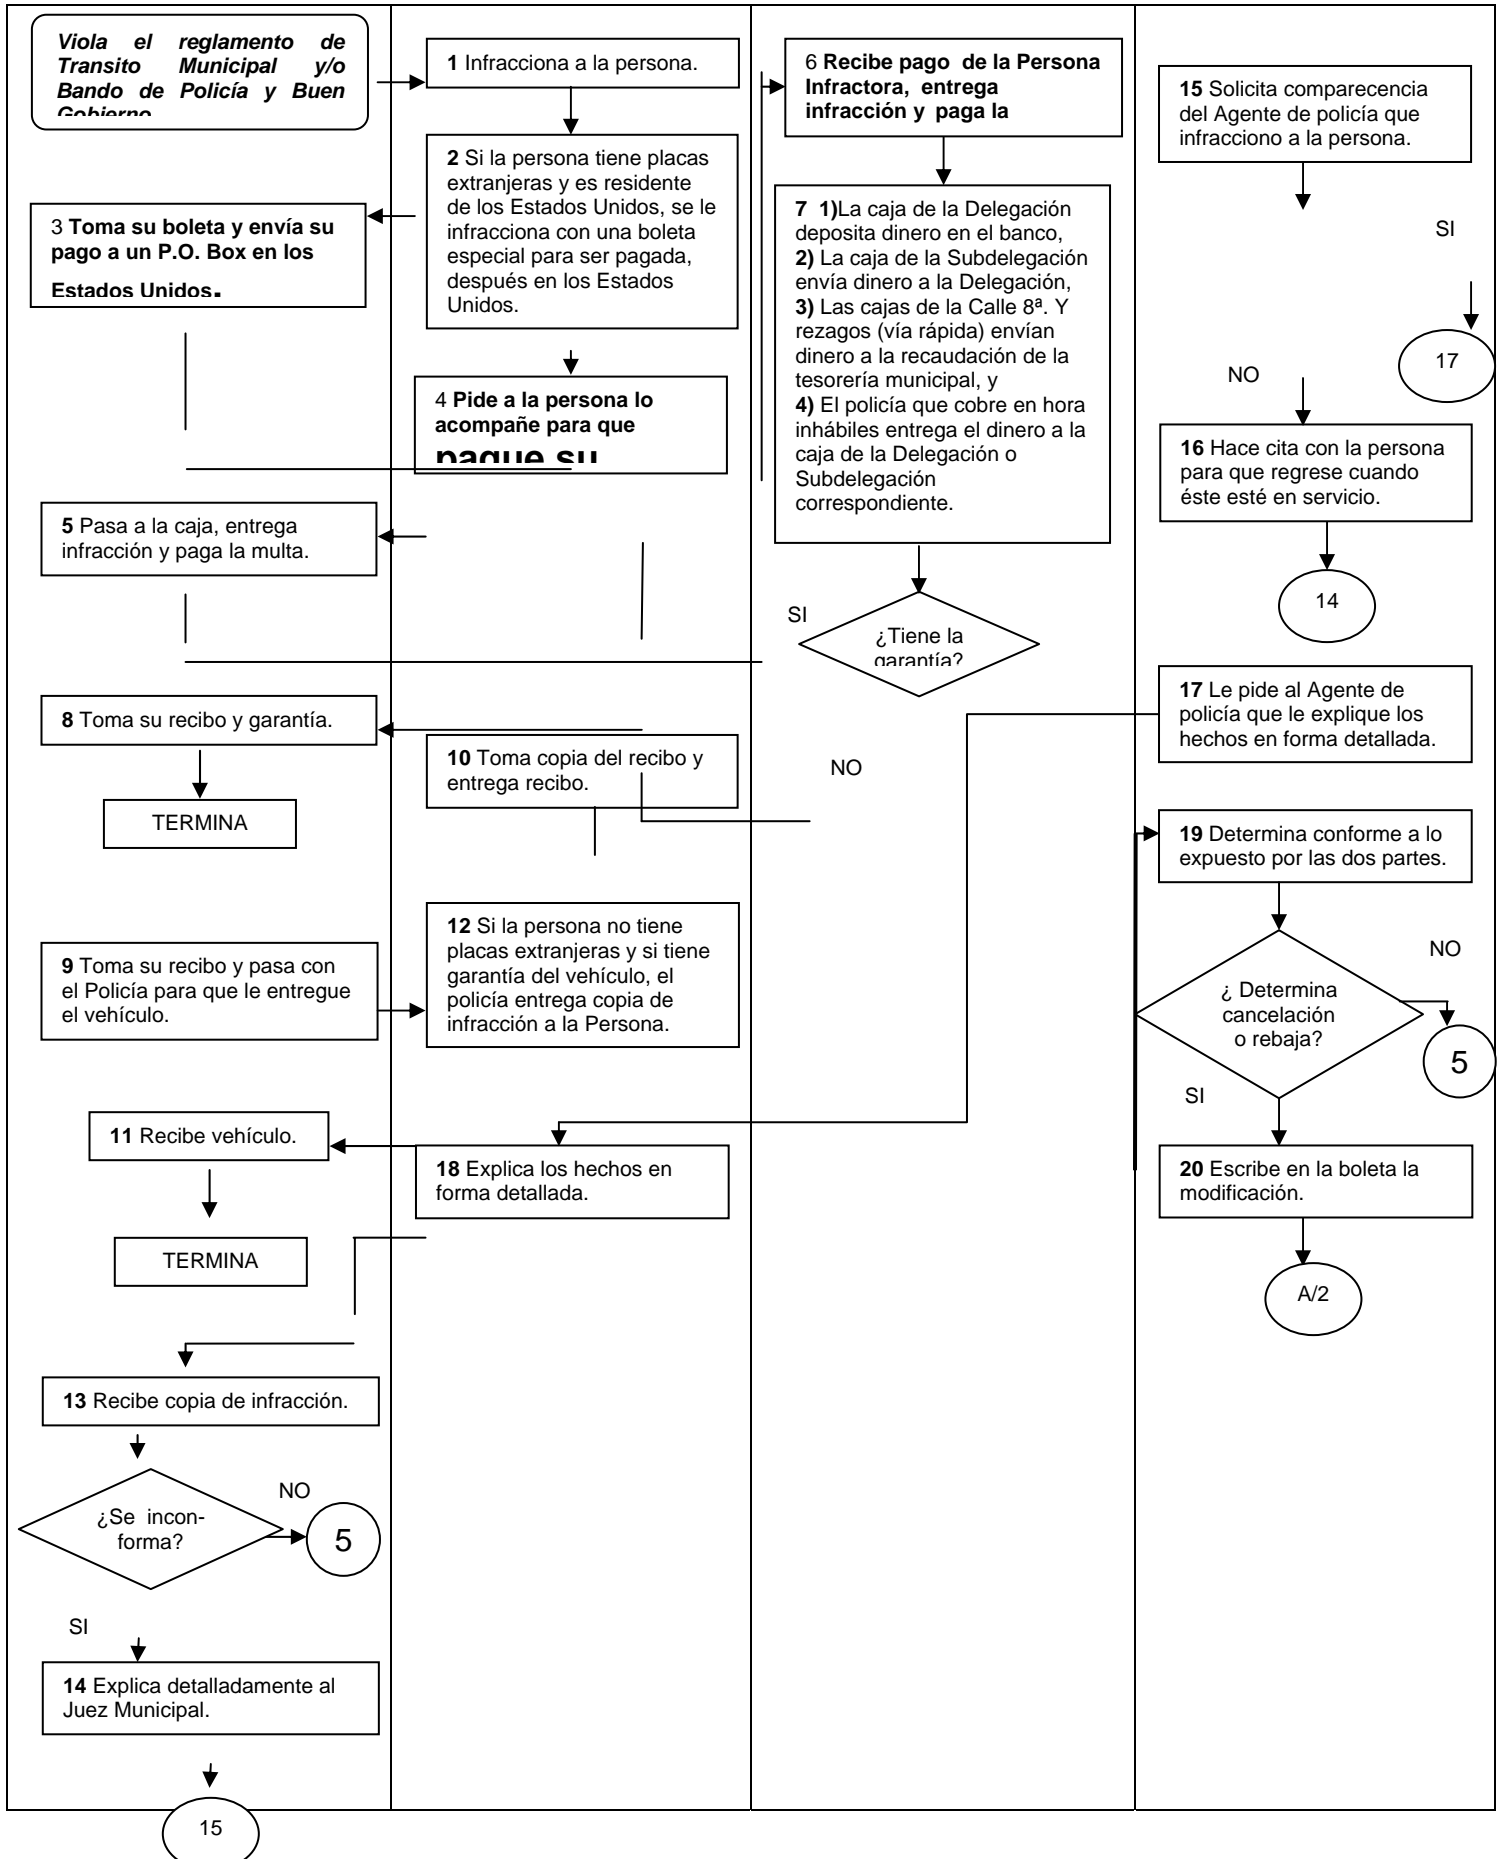 Viola el reglamento de
Transito Municipal y/o
Bando de Policía y Buen
Gobierno
1 Infracciona a la persona.
2 Si la persona tiene placas
extranjeras y es residente
de los Estados Unidos, se le
infracciona con una boleta
especial para ser pagada,
después en los Estados
Unidos.
3 Toma su boleta y envía su
pago a un P.O. Box en los
Estados Unidos.
4 Pide a la persona lo
acompañe para que
pague su
5 Pasa a la caja, entrega
infracción y paga la multa.
6 Recibe pago de la Persona
Infractora, entrega
infracción y paga la
7 1)La caja de la Delegación
deposita dinero en el banco,
2) La caja de la Subdelegación
envía dinero a la Delegación,
3) Las cajas de la Calle 8ª. Y
rezagos (vía rápida) envían
dinero a la recaudación de la
tesorería municipal, y
4) El policía que cobre en hora
inhábiles entrega el dinero a la
caja de la Delegación o
Subdelegación
correspondiente.
SI
¿Tiene la
garantía?
NO
8 Toma su recibo y garantía.
TERMINA
10 Toma copia del recibo y
entrega recibo.
9 Toma su recibo y pasa con
el Policía para que le entregue
el vehículo.
12 Si la persona no tiene
placas extranjeras y si tiene
garantía del vehículo, el
policía entrega copia de
infracción a la Persona.
11 Recibe vehículo.
TERMINA
18 Explica los hechos en
forma detallada.
13 Recibe copia de infracción.
¿Se incon-
forma?
NO
5
SI
14 Explica detalladamente al
Juez Municipal.
15
15 Solicita comparecencia
del Agente de policía que
infracciono a la persona.
SI
17
NO
16 Hace cita con la persona
para que regrese cuando
éste esté en servicio.
14
17 Le pide al Agente de
policía que le explique los
hechos en forma detallada.
19 Determina conforme a lo
expuesto por las dos partes.
¿ Determina
cancelación
o rebaja?
NO
5
SI
20 Escribe en la boleta la
modificación.
A/2